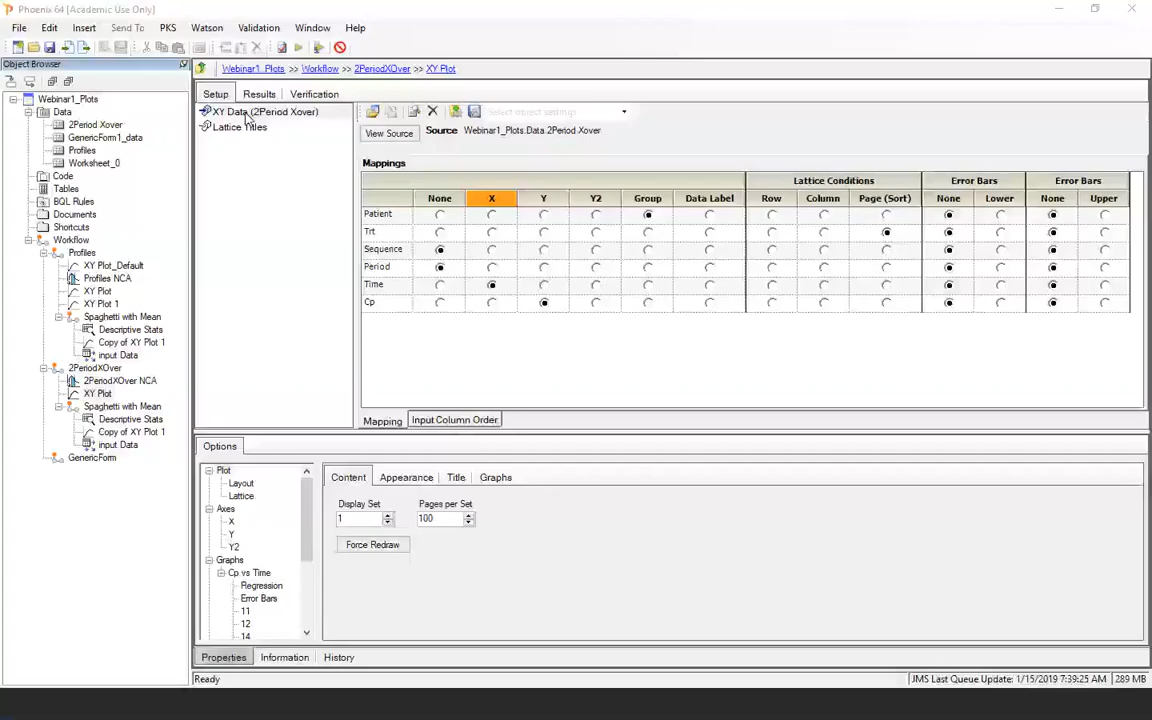 Phoenix 64 [Academic Use Only]
File Edit Insert Send To PKS Watson Validation Window Help
Object Browser
Webinar1_Plots >> Workflow >> 2PeriodXOver >> XY Plot
Webinar1_Plots
Data
2Period Xover
GenericForm1_data
Profiles
Worksheet_0
Code
Tables
BQL Rules
Documents
Shortcuts
Workflow
Profiles
XY Plot_Default
Profiles NCA
XY Plot
XY Plot 1
Spaghetti with Mean
Descriptive Stats
Copy of XY Plot 1
input Data
2PeriodXOver
2PeriodXOver NCA
XY Plot
Spaghetti with Mean
Descriptive Stats
Copy of XY Plot 1
input Data
GenericForm
Setup Results Verification
XY Data (2Period Xover)
Lattice Titles
Select object settings
View Source Source Webinar1_Plots.Data.2Period Xover
Mappings
Lattice Conditions Error Bars Error Bars
None X Y Y2 Group Data Label Row Column Page (Sort) None Lower None Upper
Patient
Trt
Sequence
Period
Time
Cp
Mapping Input Column Order
Options
Plot
Layout
Lattice
Axes
X
Y
Y2
Graphs
Cp vs Time
Regression
Error Bars
11
12
14
Content Appearance Title Graphs
Display Set Pages per Set
1 100
Force Redraw
Properties Information History
Ready JMS Last Queue Update: 1/15/2019 7:39:25 AM 289 MB